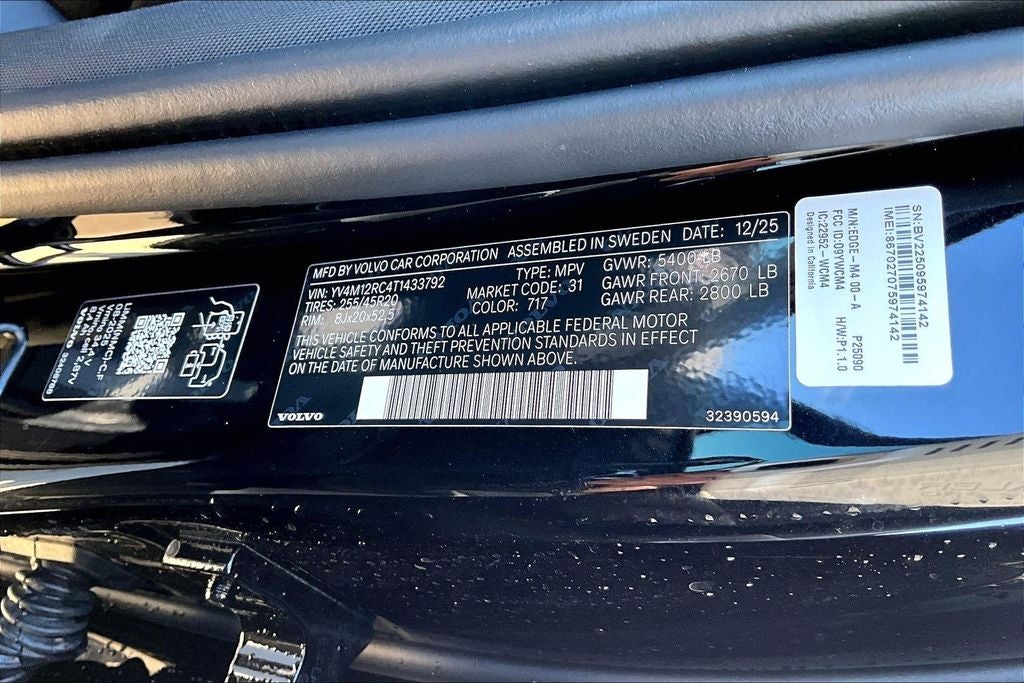 MFD BY VOLVO CAR CORPORATION ASSEMBLED IN SWEDEN DATE: 12/25
VIN: YV4M12RC4T1433792 TYPE: MPV GVWR: 5400 LB
TIRES: 255/45R20 MARKET CODE: 31 GAWR FRONT: 2670 LB
RIM: 8Jx20x52,5 COLOR: 717 GAWR REAR: 2800 LB
THIS VEHICLE CONFORMS TO ALL APPLICABLE FEDERAL MOTOR
VEHICLE SAFETY AND THEFT PREVENTION STANDARDS IN EFFECT
ON THE DATE OF MANUFACTURE SHOWN ABOVE.
VOLVO
32390594
SN:BV225095974142
IMEI:867027075974142
M/N:EDGE-M4 00-A P25090
FCC ID:O9YWCM4 H/W:P1.1.0
IC:22952-WCM4
Designed in California